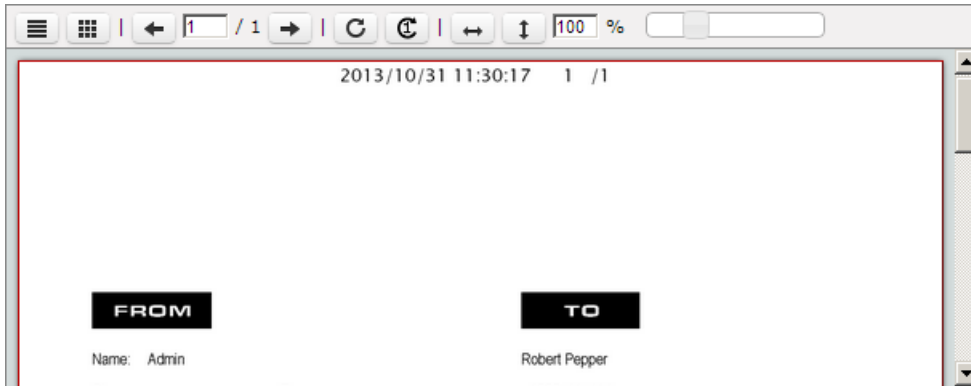 1 / 1 100 %
2013/10/31 11:30:17 1 /1
FROM TO
Name: Admin Robert Pepper